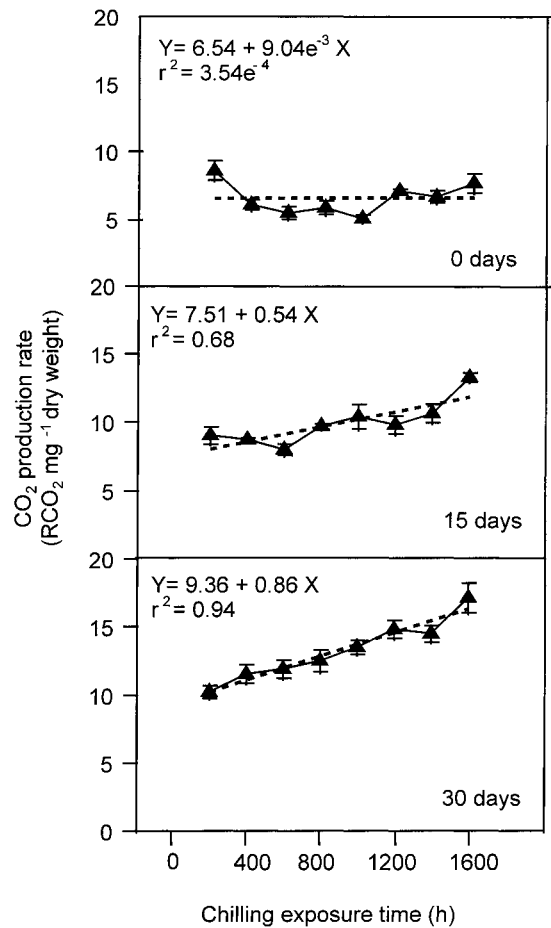 20
Y= 6.54 + 9.04e⁻³ X
r² = 3.54e⁻⁴
15
10
5
0 days
20
Y= 7.51 + 0.54 X
r² = 0.68
15
10
5
15 days
20
Y= 9.36 + 0.86 X
r² = 0.94
15
10
5
30 days
0
CO₂ production rate
(RCO₂ mg ⁻¹ dry weight)
0 400 800 1200 1600
Chilling exposure time (h)